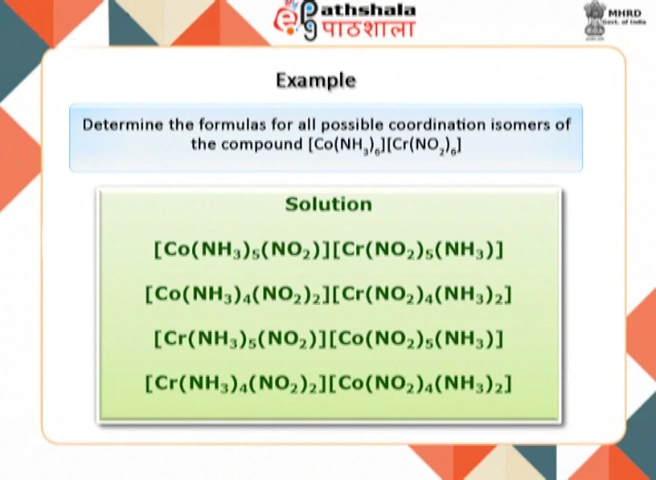 athshala
पाठशाला
MHRD
Govt. of India
Example
Determine the formulas for all possible coordination isomers of
the compound [Co(NH₃)₆][Cr(NO₂)₆]
Solution
[Co(NH₃)₅(NO₂)][Cr(NO₂)₅(NH₃)]
[Co(NH₃)₄(NO₂)₂][Cr(NO₂)₄(NH₃)₂]
[Cr(NH₃)₅(NO₂)][Co(NO₂)₅(NH₃)]
[Cr(NH₃)₄(NO₂)₂][Co(NO₂)₄(NH₃)₂]